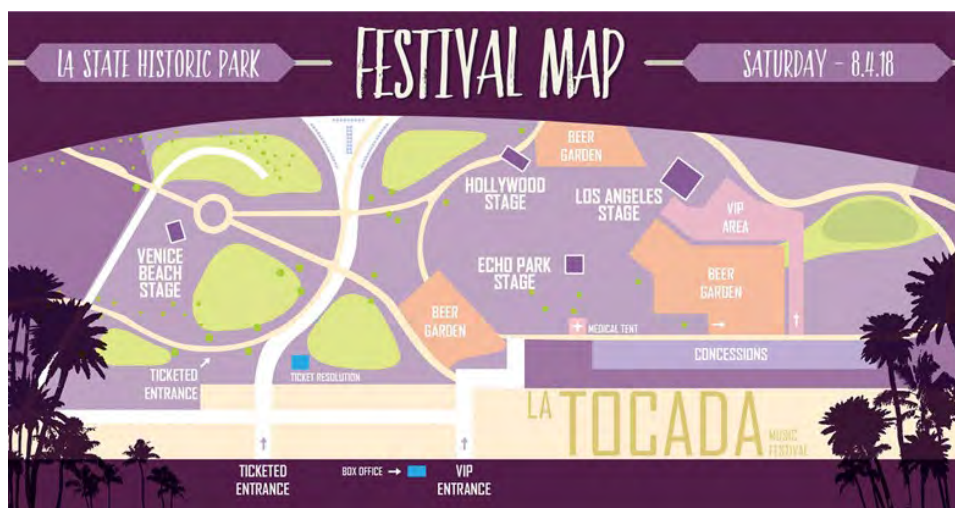 LA STATE HISTORIC PARK
FESTIVAL MAP
SATURDAY - 8.4.18
BEER
GARDEN
HOLLYWOOD
STAGE
LOS ANGELES
STAGE
VIP
AREA
VENICE
BEACH
STAGE
ECHO PARK
STAGE
BEER
GARDEN
BEER
GARDEN
MEDICAL TENT
CONCESSIONS
TICKETED
ENTRANCE
TICKET RESOLUTION
LA TOCADA
MUSIC
FESTIVAL
TICKETED
ENTRANCE
BOX OFFICE
VIP
ENTRANCE